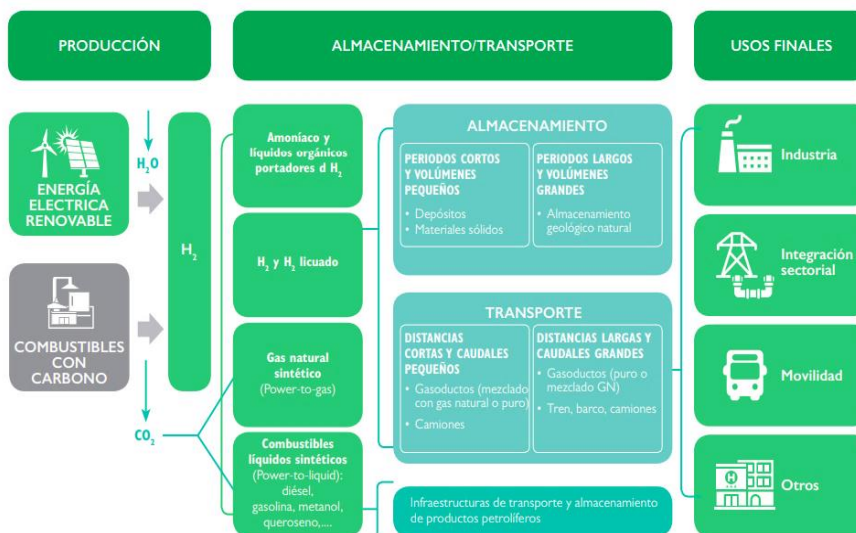 PRODUCCIÓN
ALMACENAMIENTO/TRANSPORTE
USOS FINALES
ENERGÍA
ELECTRICA
RENOVABLE
H₂O
COMBUSTIBLES
CON
CARBONO
CO₂
H₂
Amoníaco y
líquidos orgánicos
portadores d H₂
H₂ y H₂ licuado
Gas natural
sintético
(Power-to-gas)
Combustibles
líquidos sintéticos
(Power-to-liquid):
diésel,
gasolina, metanol,
queroseno,....
ALMACENAMIENTO
PERIODOS CORTOS
Y VOLÚMENES
PEQUEÑOS
• Depósitos
• Materiales sólidos
PERIODOS LARGOS
Y VOLÚMENES
GRANDES
• Almacenamiento
geológico natural
TRANSPORTE
DISTANCIAS
CORTAS Y CAUDALES
PEQUEÑOS
• Gasoductos (mezclado
con gas natural o puro)
• Camiones
DISTANCIAS LARGAS Y
CAUDALES GRANDES
• Gasoductos (puro o
mezclado GN)
• Tren, barco, camiones
Infraestructuras de transporte y almacenamiento
de productos petrolíferos
Industria
Integración
sectorial
Movilidad
H
Otros